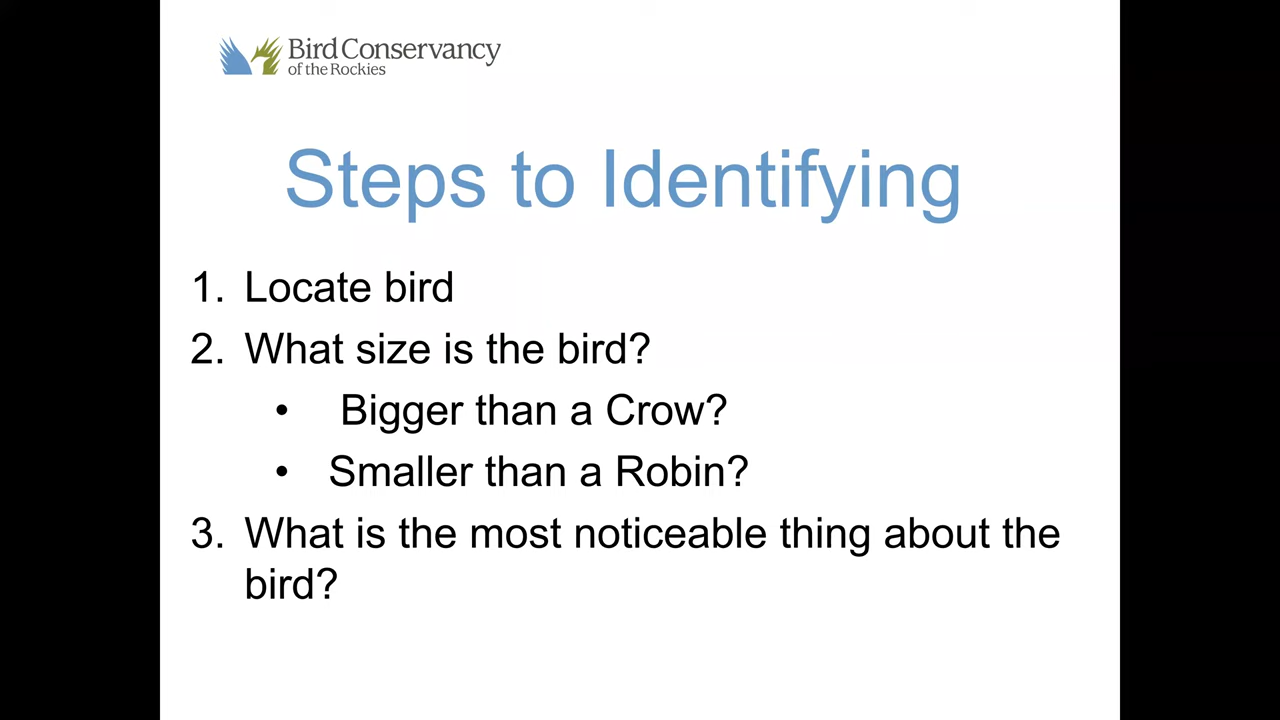 Bird Conservancy
of the Rockies
Steps to Identifying
1. Locate bird
2. What size is the bird?
• Bigger than a Crow?
• Smaller than a Robin?
3. What is the most noticeable thing about the
bird?